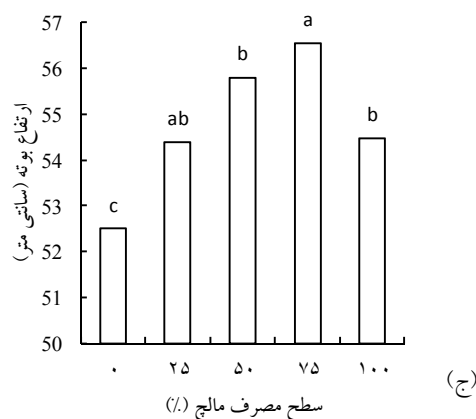 57
56
55
54
53
52
51
50
ارتفاع بوته (سانتی متر)
c
ab
b
a
b
۰ ۲۵ ۵۰ ۷۵ ۱۰۰
سطح مصرف مالچ (٪)
(ج)